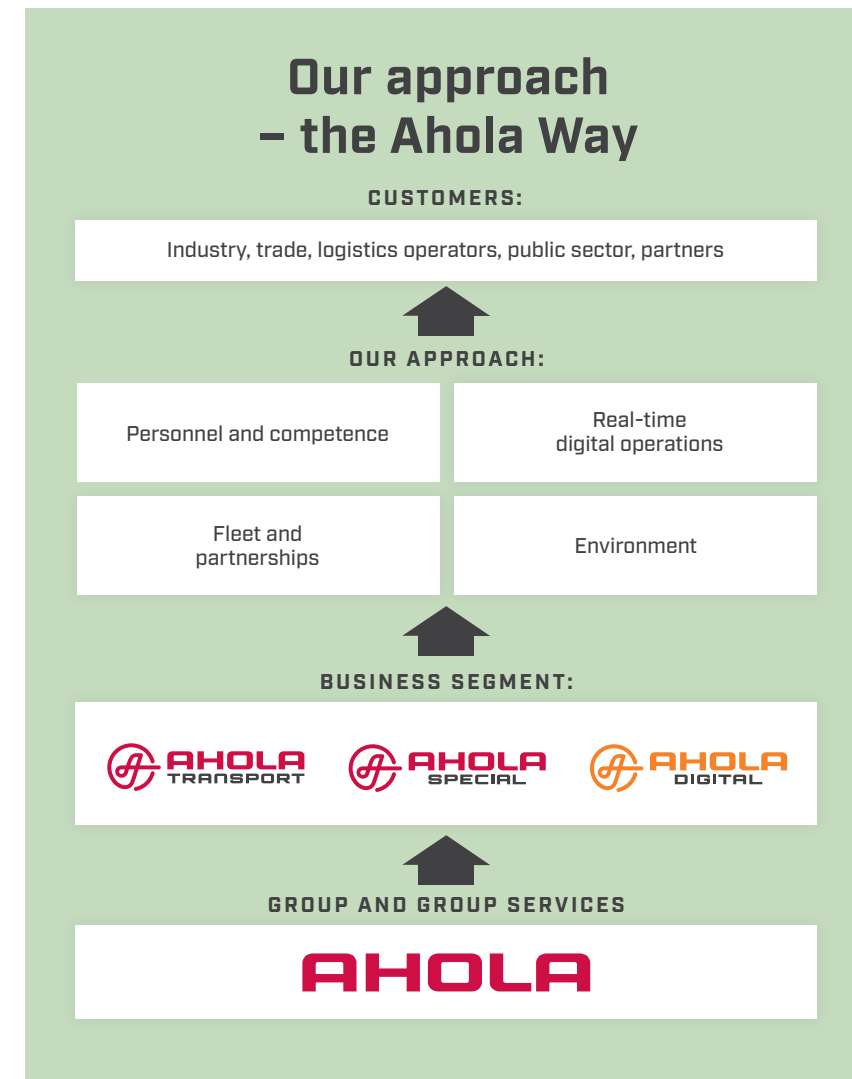 Our approach
– the Ahola Way
CUSTOMERS:
Industry, trade, logistics operators, public sector, partners
OUR APPROACH:
Personnel and competence
Real-time
digital operations
Fleet and
partnerships
Environment
BUSINESS SEGMENT:
AHOLA
TRANSPORT
AHOLA
SPECIAL
AHOLA
DIGITAL
GROUP AND GROUP SERVICES
AHOLA